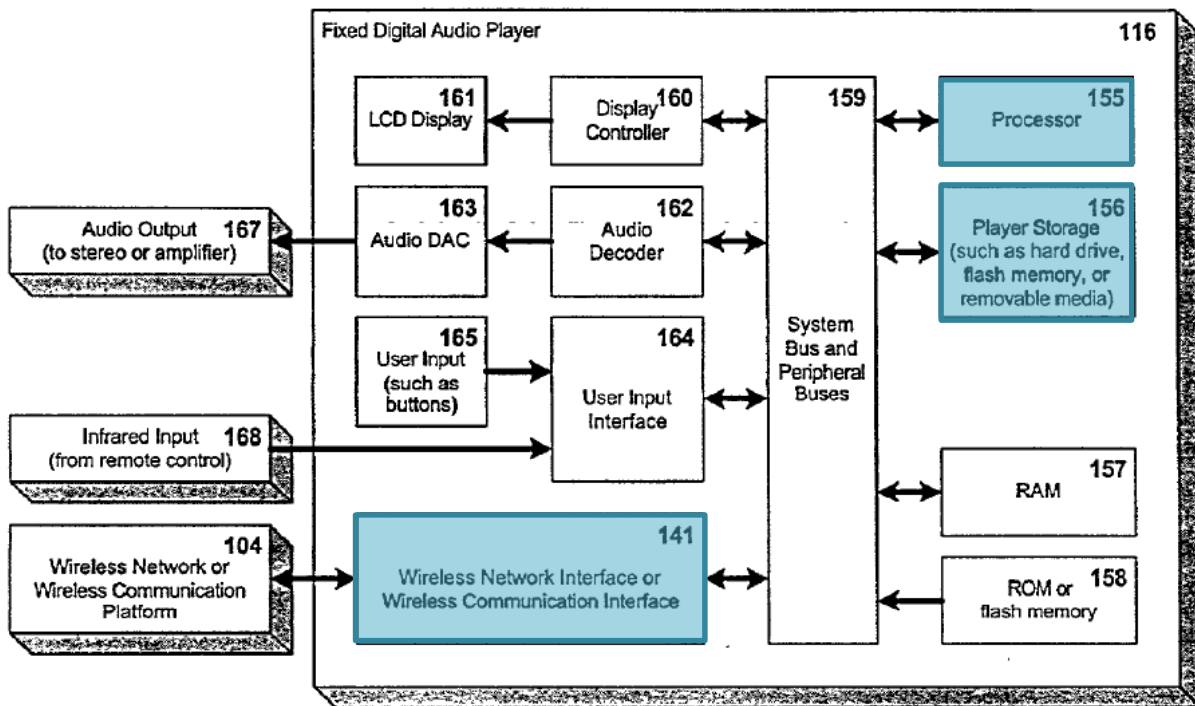 Fixed Digital Audio Player
116
161
LCD Display
160
Display
Controller
159
System
Bus and
Peripheral
Buses
155
Processor
167
Audio Output
(to stereo or amplifier)
163
Audio DAC
162
Audio
Decoder
156
Player Storage
(such as hard drive,
flash memory, or
removable media)
165
User Input
(such as
buttons)
164
User Input
Interface
168
Infrared Input
(from remote control)
157
RAM
104
Wireless Network or
Wireless Communication
Platform
141
Wireless Network Interface or
Wireless Communication Interface
158
ROM or
flash memory